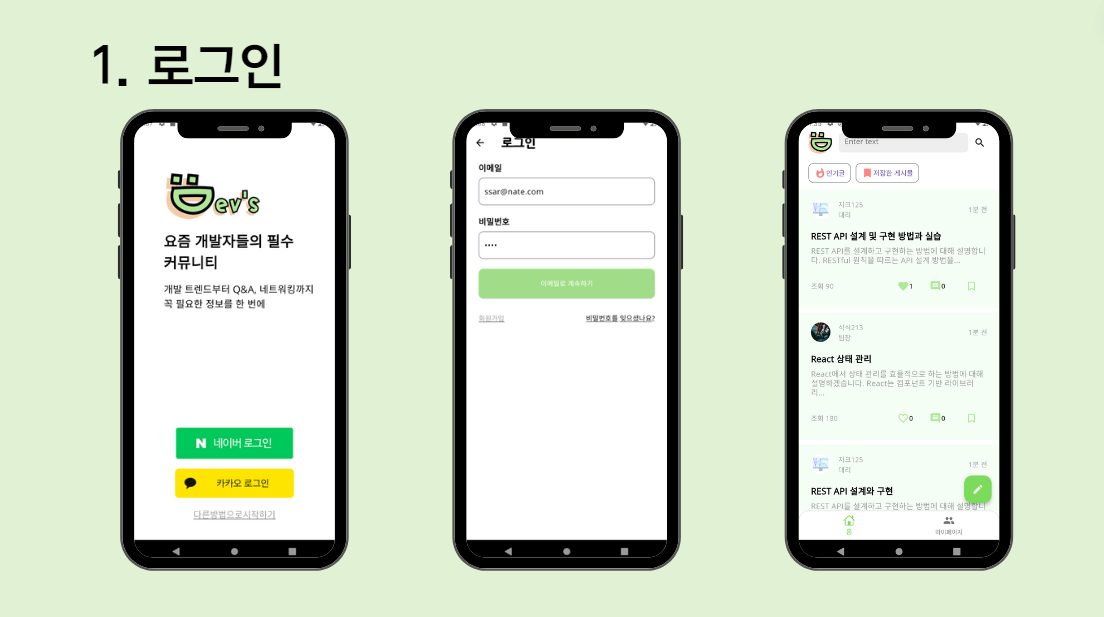 1. 로그인
ev's
요즘 개발자들의 필수
커뮤니티
개발 트렌드부터 Q&A, 네트워킹까지
꼭 필요한 정보를 한 번에
N 네이버 로그인
카카오 로그인
다른방법으로시작하기
로그인
이메일
ssar@nate.com
비밀번호
••••
이메일로 계속하기
회원가입
비밀번호를 잊으셨나요?
Enter text
인기글
저장한 게시물
지크125
대리
1분 전
REST API 설계 및 구현 방법과 실습
REST API를 설계하고 구현하는 방법에 대해 설명합니
다. RESTful 원칙을 따르는 API 설계 방법을...
조회 90
1
0
식식213
팀장
1분 전
React 상태 관리
React에서 상태 관리를 효율적으로 하는 방법에 대해
설명하겠습니다. React는 컴포넌트 기반 라이브러
리...
조회 180
0
0
지크125
대리
1분 전
REST API 설계와 구현
REST API를 설계하고 구현하는 방법에 대해 설명합니
홈
마이페이지